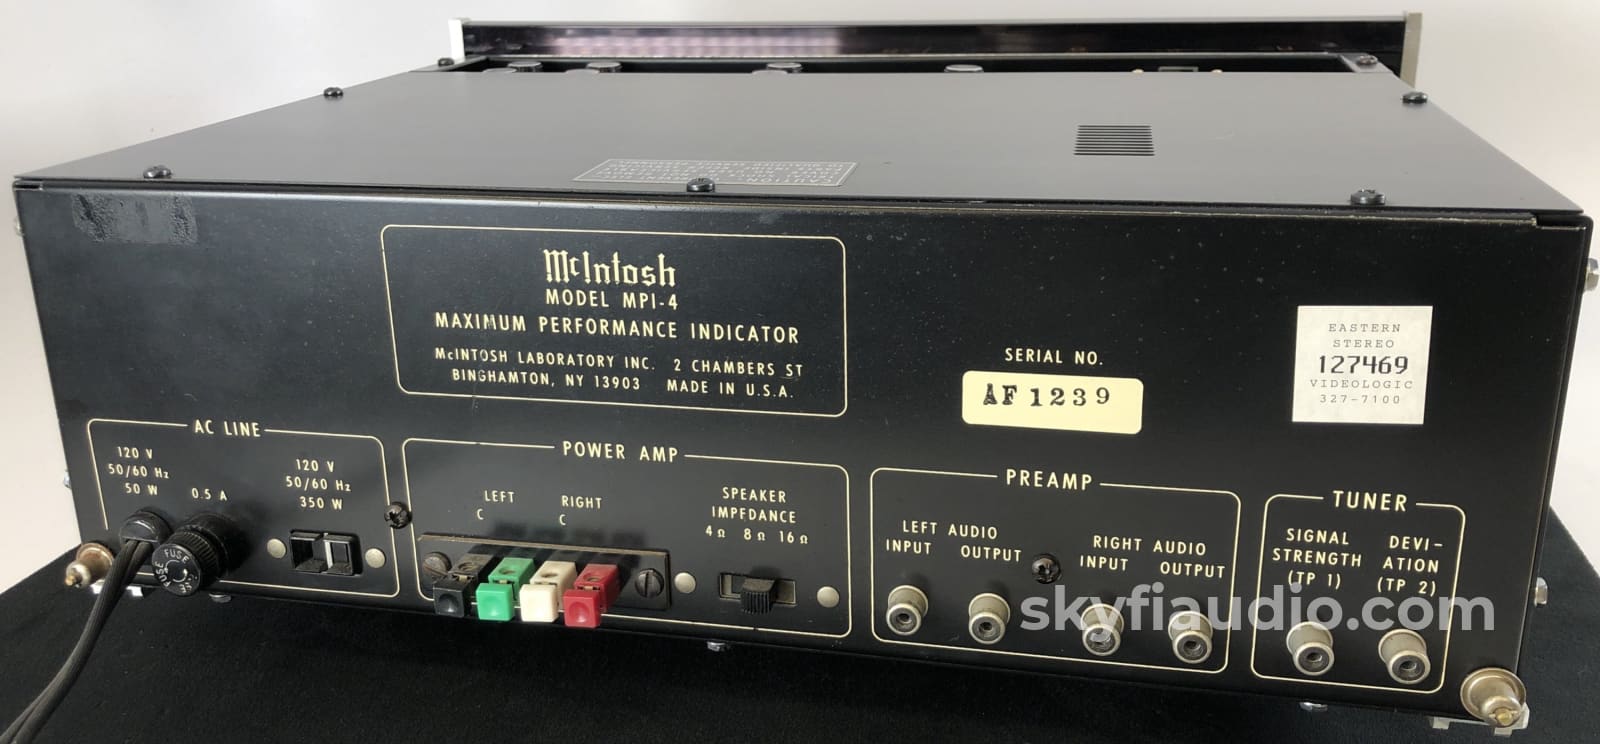 CAUTION
McIntosh
MODEL MPI-4
MAXIMUM PERFORMANCE INDICATOR
McINTOSH LABORATORY INC. 2 CHAMBERS ST
BINGHAMTON, NY 13903 MADE IN U.S.A.
SERIAL NO.
AF 1239
EASTERN
STEREO
127469
VIDEOLOGIC
327-7100
AC LINE
120 V
50/60 Hz
50 W
0.5 A
120 V
50/60 Hz
350 W
FUSE
FUSE
POWER AMP
LEFT
C
RIGHT
C
SPEAKER
IMPEDANCE
4Ω 8Ω 16Ω
PREAMP
LEFT AUDIO
INPUT OUTPUT
RIGHT AUDIO
INPUT OUTPUT
TUNER
SIGNAL
STRENGTH
(TP 1)
DEVI-
ATION
(TP 2)
skyfiaudio.com